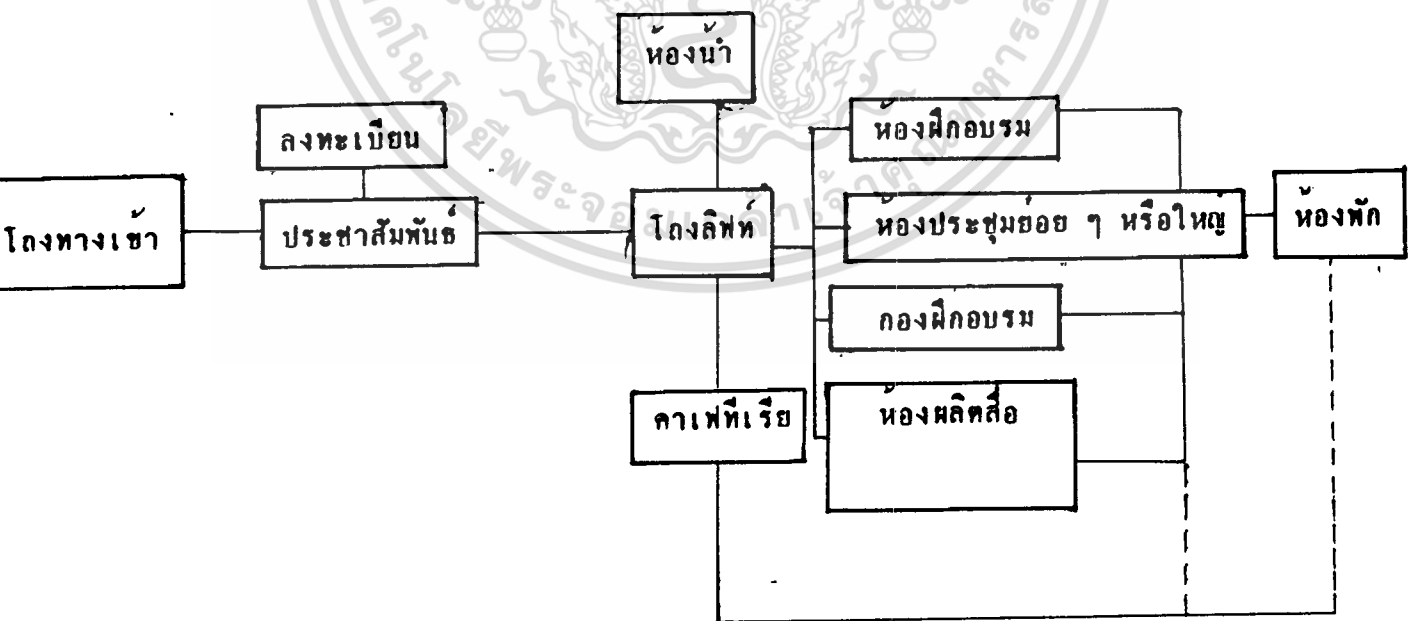 ห้องน้ำ
ลงทะเบียน
ห้องฝึกอบรม
โถงทางเข้า
ประชาสัมพันธ์
โถงลิฟท์
ห้องประชุมย่อย ๆ หรือใหญ่
ห้องพัก
กองฝึกอบรม
คาเฟทีเรีย
ห้องผลิตสื่อ